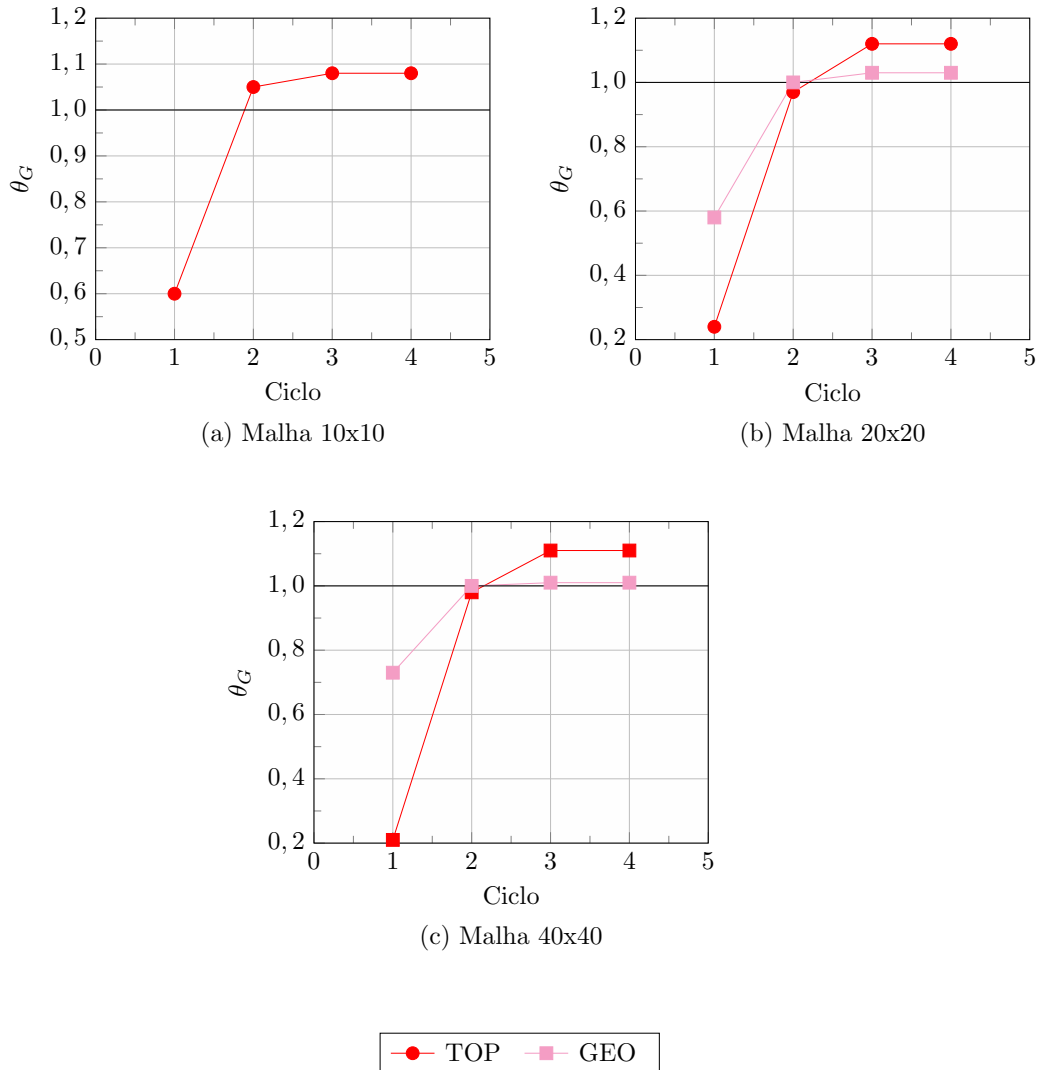 1, 2
1, 1
1, 0
0, 9
0, 8
0, 7
0, 6
0, 5
θG
0 1 2 3 4 5
Ciclo
(a) Malha 10x10
1, 2
1, 0
0, 8
0, 6
0, 4
0, 2
θG
0 1 2 3 4 5
Ciclo
(b) Malha 20x20
1, 2
1, 0
0, 8
0, 6
0, 4
0, 2
θG
0 1 2 3 4 5
Ciclo
(c) Malha 40x40
TOP GEO